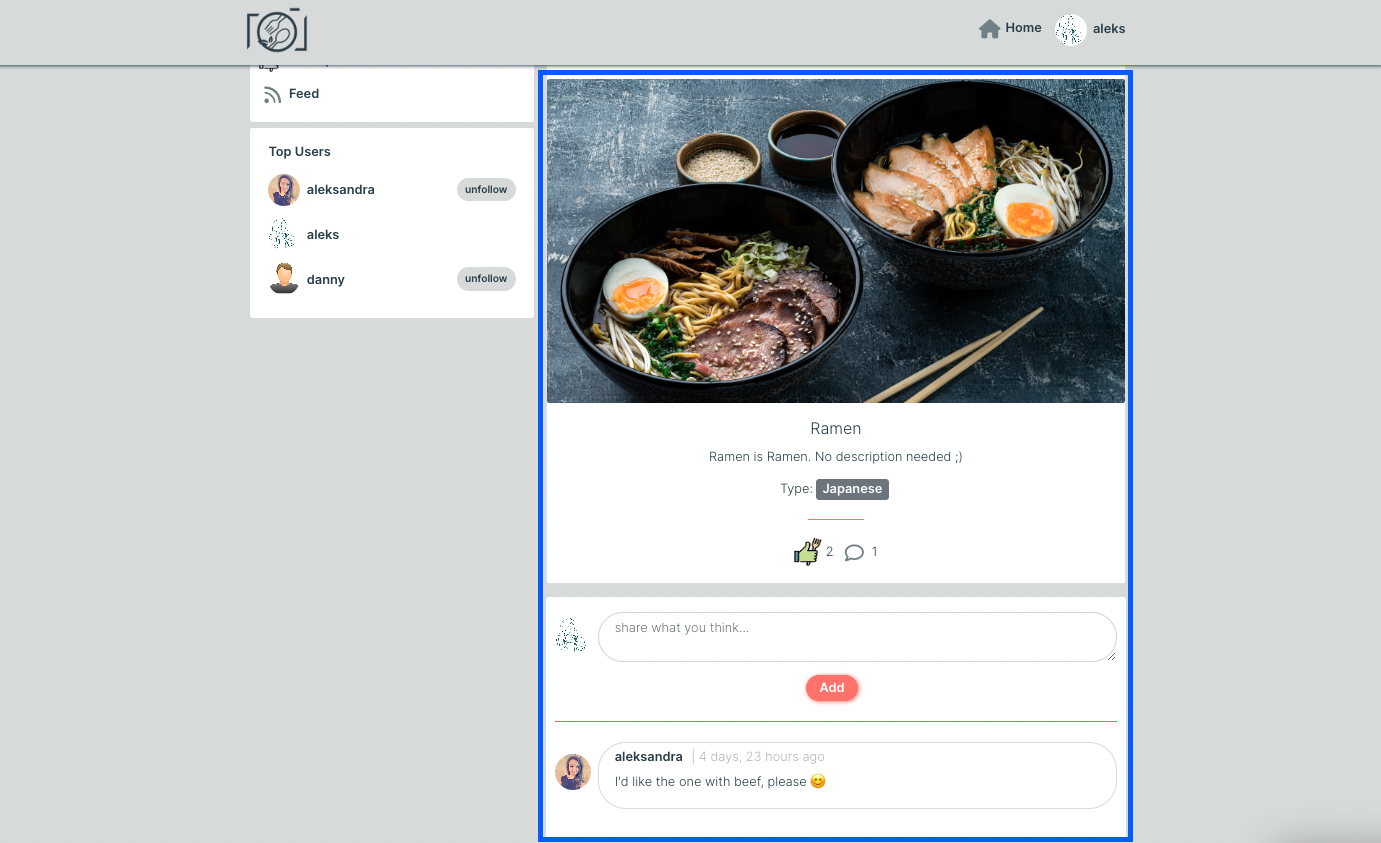 Home
aleks
Feed
Top Users
aleksandra
unfollow
aleks
danny
unfollow
Ramen
Ramen is Ramen. No description needed ;)
Type: Japanese
2 1
share what you think...
Add
aleksandra | 4 days, 23 hours ago
I'd like the one with beef, please 😊